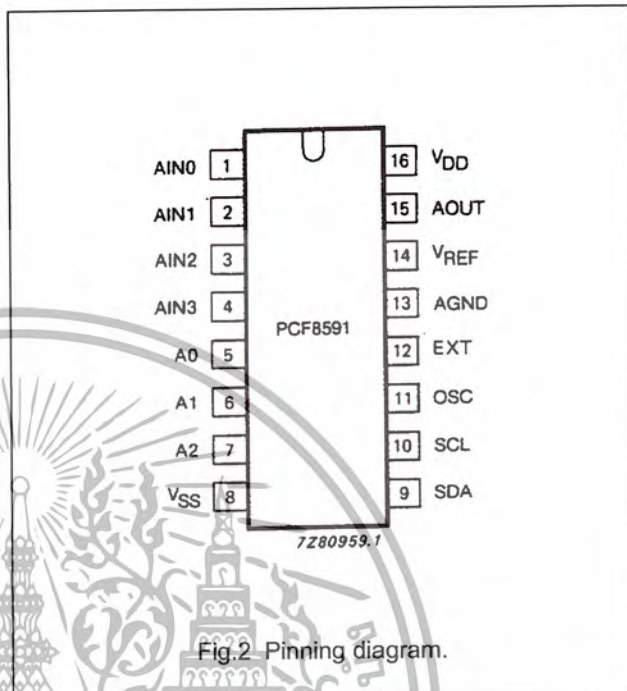 AIN0 1 16 VDD
AIN1 2 15 AOUT
AIN2 3 14 VREF
AIN3 4 13 AGND
PCF8591
A0 5 12 EXT
A1 6 11 OSC
A2 7 10 SCL
VSS 8 9 SDA
7Z80959.1
Fig.2 Pinning diagram.